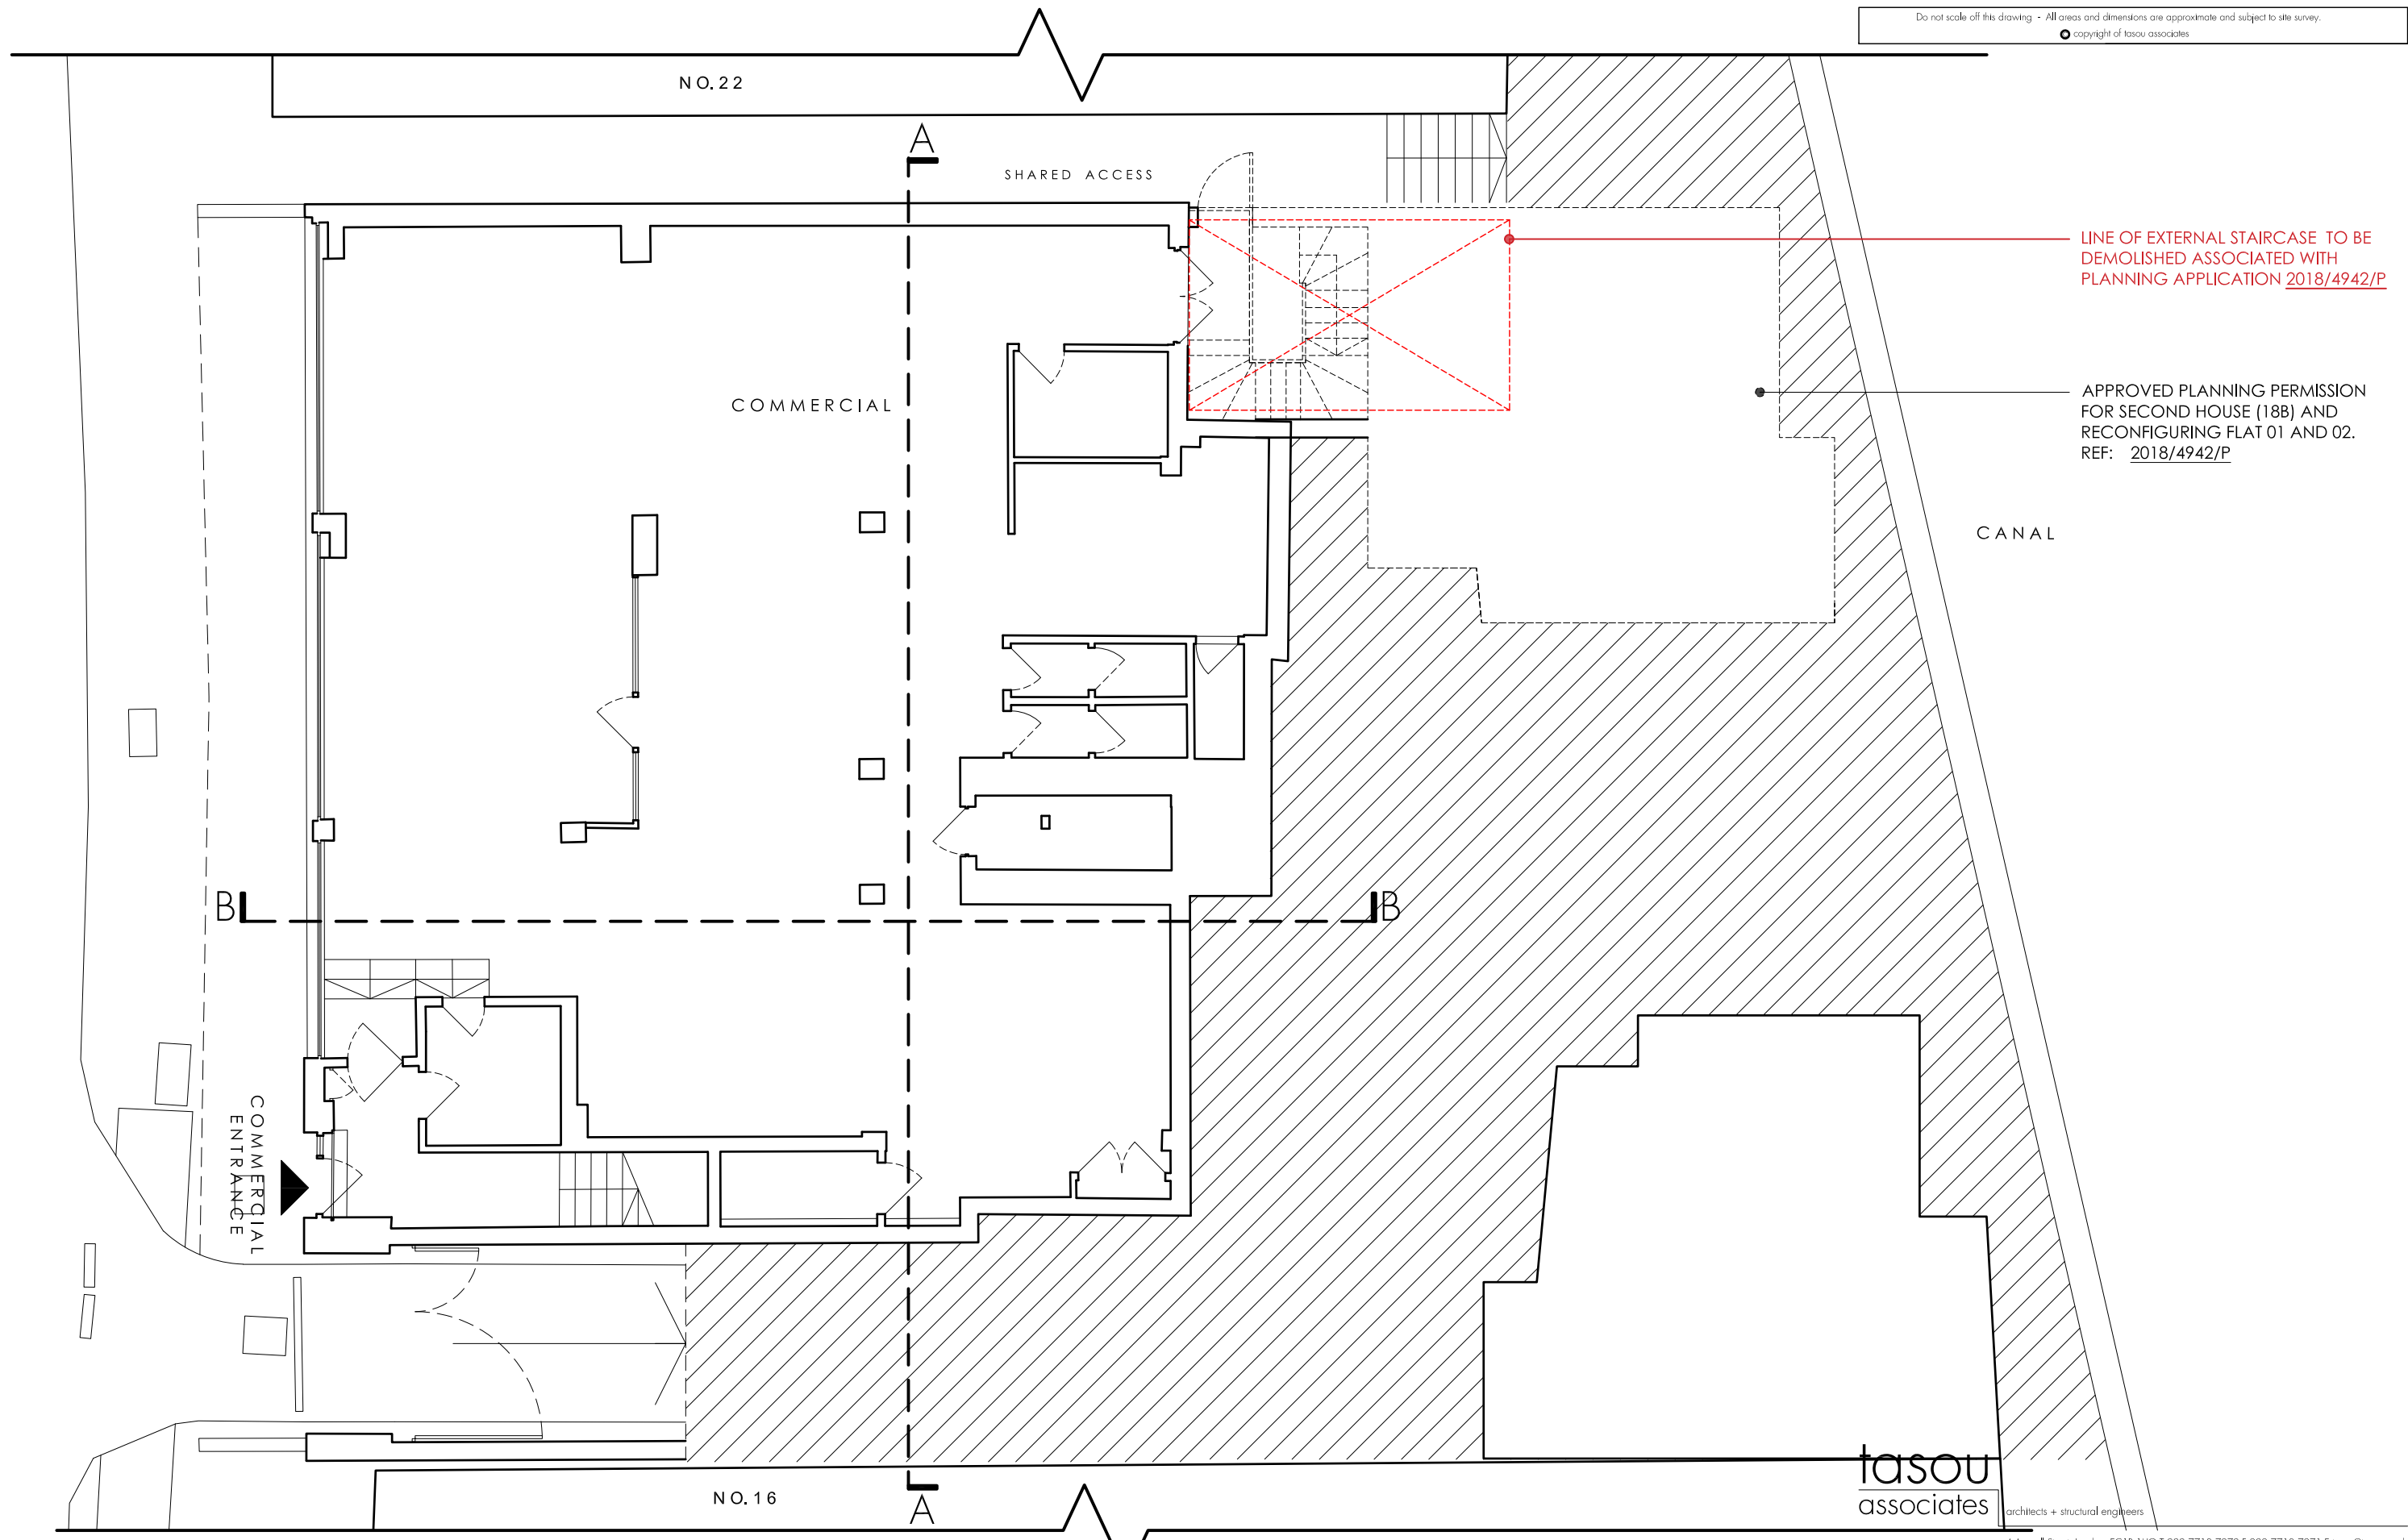 Do not scale off this drawing - All areas and dimensions are approximate and subject to site survey.
copyright of tasou associates
NO.22
A
SHARED ACCESS
LINE OF EXTERNAL STAIRCASE TO BE
DEMOLISHED ASSOCIATED WITH
PLANNING APPLICATION 2018/4942/P
COMMERCIAL
APPROVED PLANNING PERMISSION
FOR SECOND HOUSE (18B) AND
RECONFIGURING FLAT 01 AND 02.
REF: 2018/4942/P
CANAL
B
B
COMMERCIAL
ENTRANCE
NO.16
A
tasou
associates
architects + structural engineers